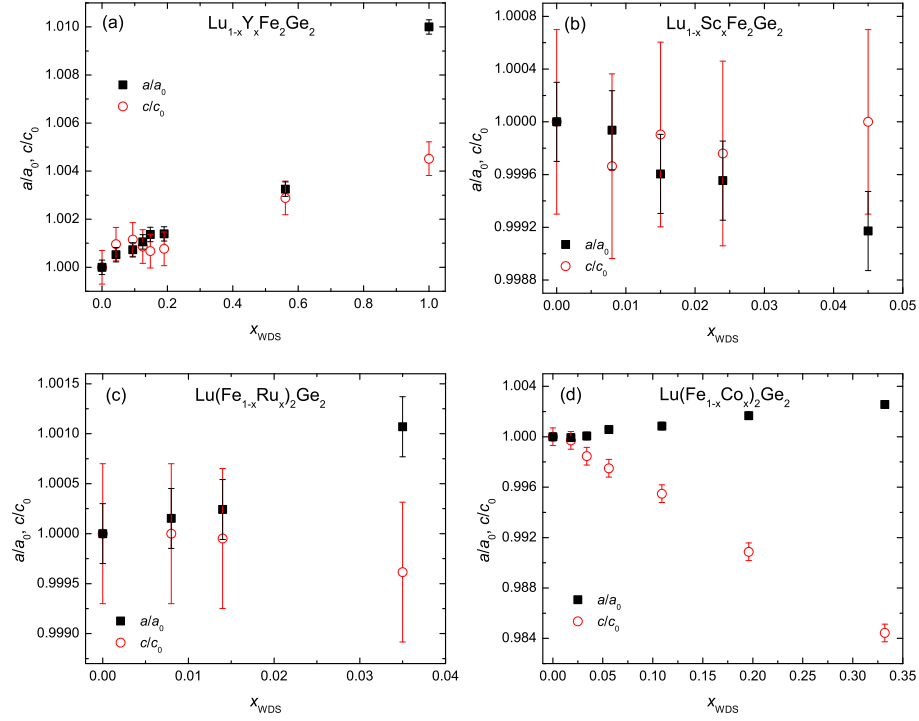 (a) Lu1-xYxFe2Ge2
1.010
1.008
1.006
1.004
1.002
1.000
a/a0, c/c0
a/a0
c/c0
0.0 0.2 0.4 0.6 0.8 1.0
xWDS
(b) Lu1-xScxFe2Ge2
1.0008
1.0004
1.0000
0.9996
0.9992
0.9988
a/a0, c/c0
a/a0
c/c0
0.00 0.01 0.02 0.03 0.04 0.05
xWDS
(c) Lu(Fe1-xRux)2Ge2
1.0015
1.0010
1.0005
1.0000
0.9995
0.9990
a/a0, c/c0
a/a0
c/c0
0.00 0.01 0.02 0.03 0.04
xWDS
(d) Lu(Fe1-xCox)2Ge2
1.004
1.000
0.996
0.992
0.988
0.984
a/a0, c/c0
a/a0
c/c0
0.00 0.05 0.10 0.15 0.20 0.25 0.30 0.35
xWDS